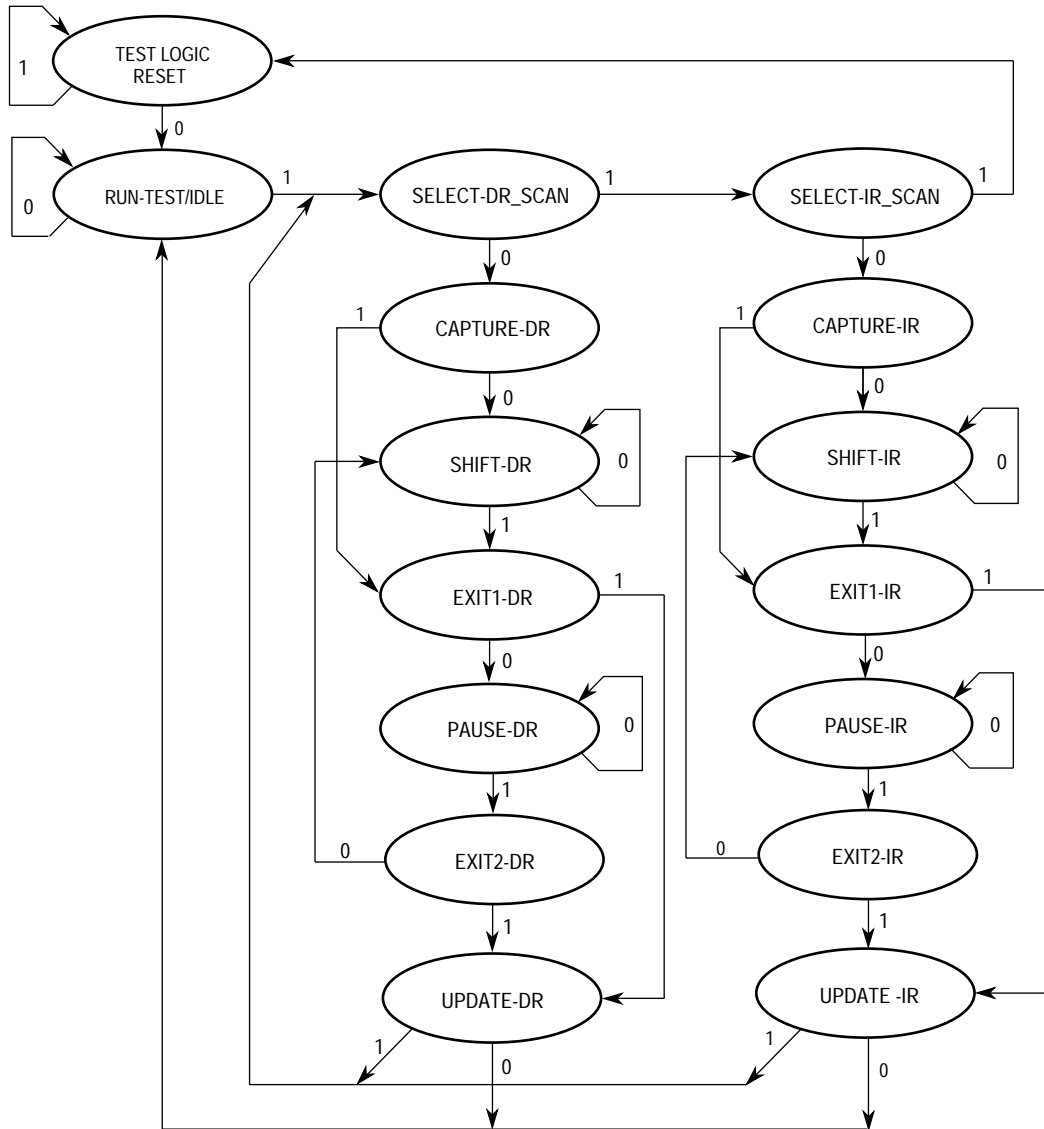 TEST LOGIC
RESET
1
0
RUN-TEST/IDLE
0
1
SELECT-DR_SCAN
1
SELECT-IR_SCAN
1
0
0
CAPTURE-DR
1
CAPTURE-IR
1
0
0
SHIFT-DR
0
SHIFT-IR
0
1
1
EXIT1-DR
1
EXIT1-IR
1
0
0
PAUSE-DR
0
PAUSE-IR
0
1
1
EXIT2-DR
0
EXIT2-IR
0
1
1
UPDATE-DR
UPDATE -IR
1
0
1
0